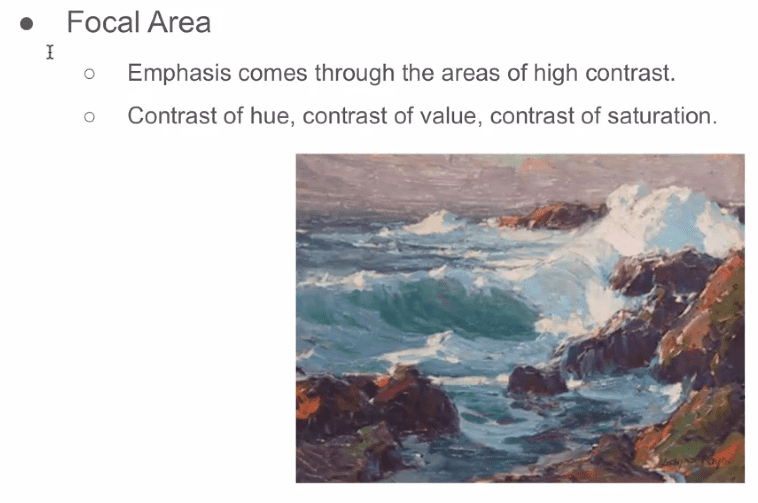 Focal Area
Emphasis comes through the areas of high contrast.
Contrast of hue, contrast of value, contrast of saturation.